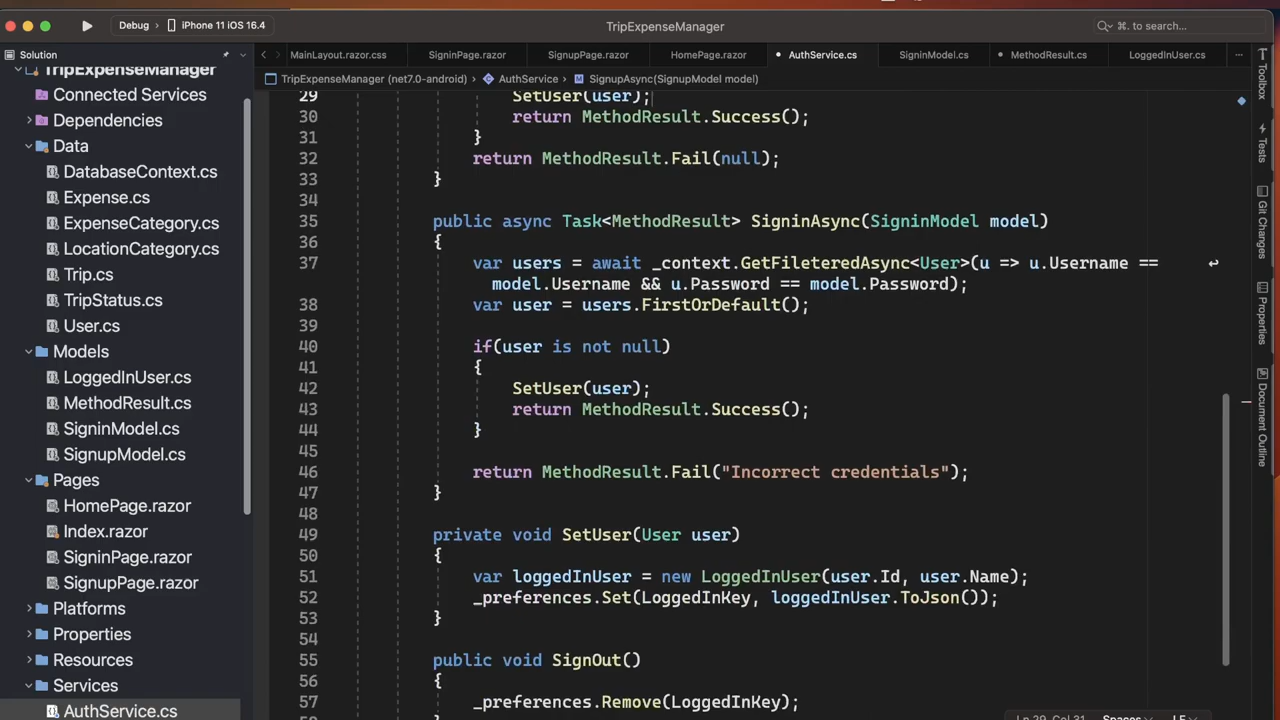 TripExpenseManager
Debug > iPhone 11 iOS 16.4
⌘. to search...
Solution
MainLayout.razor.css
SigninPage.razor
SignupPage.razor
HomePage.razor
AuthService.cs
SigninModel.cs
MethodResult.cs
LoggedInUser.cs
TripExpenseManager (net7.0-android) > AuthService > SignupAsync(SignupModel model)
TripExpenseManager
Connected Services
Dependencies
Data
DatabaseContext.cs
Expense.cs
ExpenseCategory.cs
LocationCategory.cs
Trip.cs
TripStatus.cs
User.cs
Models
LoggedInUser.cs
MethodResult.cs
SigninModel.cs
SignupModel.cs
Pages
HomePage.razor
Index.razor
SigninPage.razor
SignupPage.razor
Platforms
Properties
Resources
Services
AuthService.cs
29 SetUser(user);
30 return MethodResult.Success();
31 }
32 return MethodResult.Fail(null);
33 }
34
35 public async Task<MethodResult> SigninAsync(SigninModel model)
36 {
37 var users = await _context.GetFileteredAsync<User>(u => u.Username ==
model.Username && u.Password == model.Password);
38 var user = users.FirstOrDefault();
39
40 if(user is not null)
41 {
42 SetUser(user);
43 return MethodResult.Success();
44 }
45
46 return MethodResult.Fail("Incorrect credentials");
47 }
48
49 private void SetUser(User user)
50 {
51 var loggedInUser = new LoggedInUser(user.Id, user.Name);
52 _preferences.Set(LoggedInKey, loggedInUser.ToJson());
53 }
54
55 public void SignOut()
56 {
57 _preferences.Remove(LoggedInKey);
58 }
Toolbox
Tests
Git Changes
Properties
Document Outline
Ln 29, Col 31
Spaces
LF